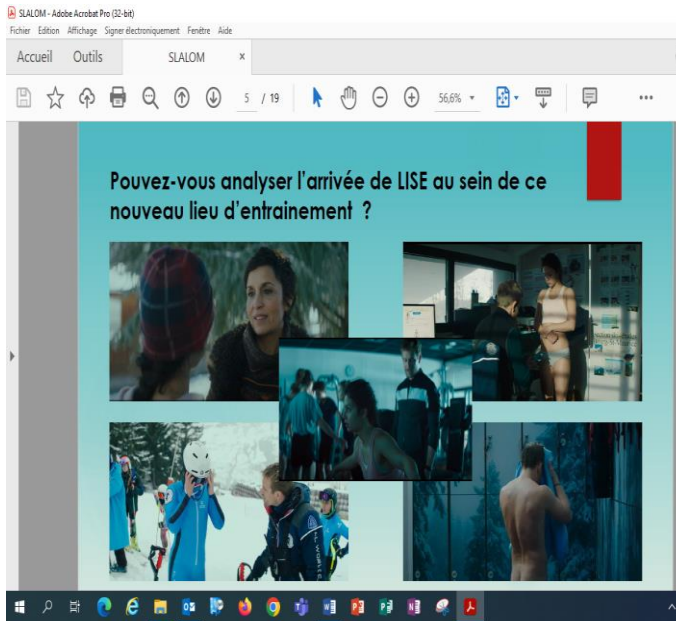 SLALOM - Adobe Acrobat Pro (32-bit)
Fichier Edition Affichage Signer électroniquement Fenêtre Aide
Accueil Outils SLALOM ×
5 / 19 56,6%
Pouvez-vous analyser l'arrivée de LISE au sein de ce
nouveau lieu d'entrainement ?